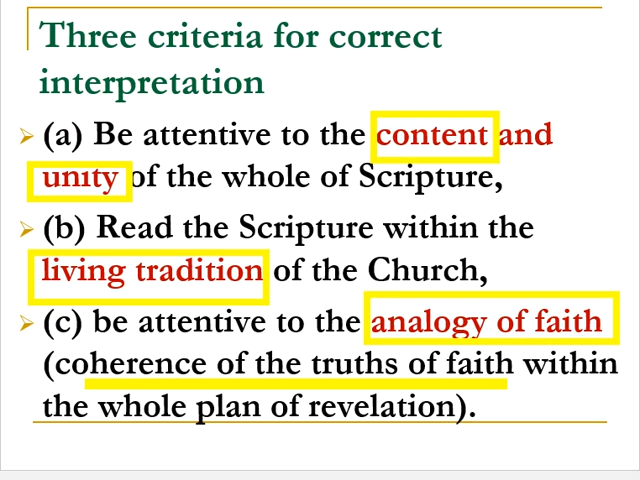 Three criteria for correct
interpretation
(a) Be attentive to the content and
unity of the whole of Scripture,
(b) Read the Scripture within the
living tradition of the Church,
(c) be attentive to the analogy of faith
(coherence of the truths of faith within
the whole plan of revelation).